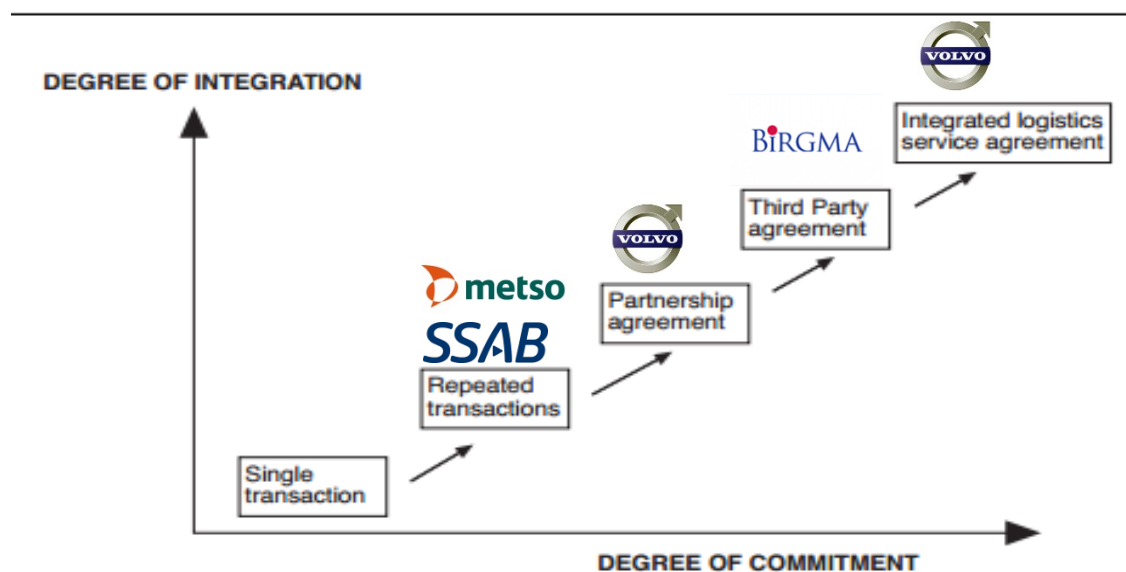 VOLVO
DEGREE OF INTEGRATION
Integrated logistics
service agreement
BiRGMA
Third Party
agreement
VOLVO
metso
Partnership
agreement
SSAB
Repeated
transactions
Single
transaction
DEGREE OF COMMITMENT